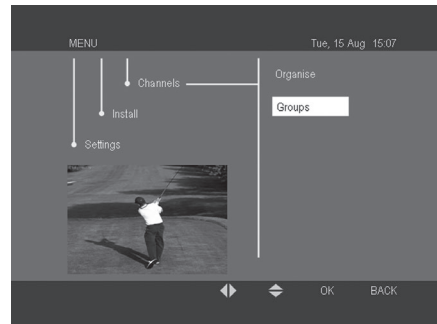 MENU
Tue, 15 Aug 15:07
Channels
Organise
Groups
Install
Settings
OK
BACK